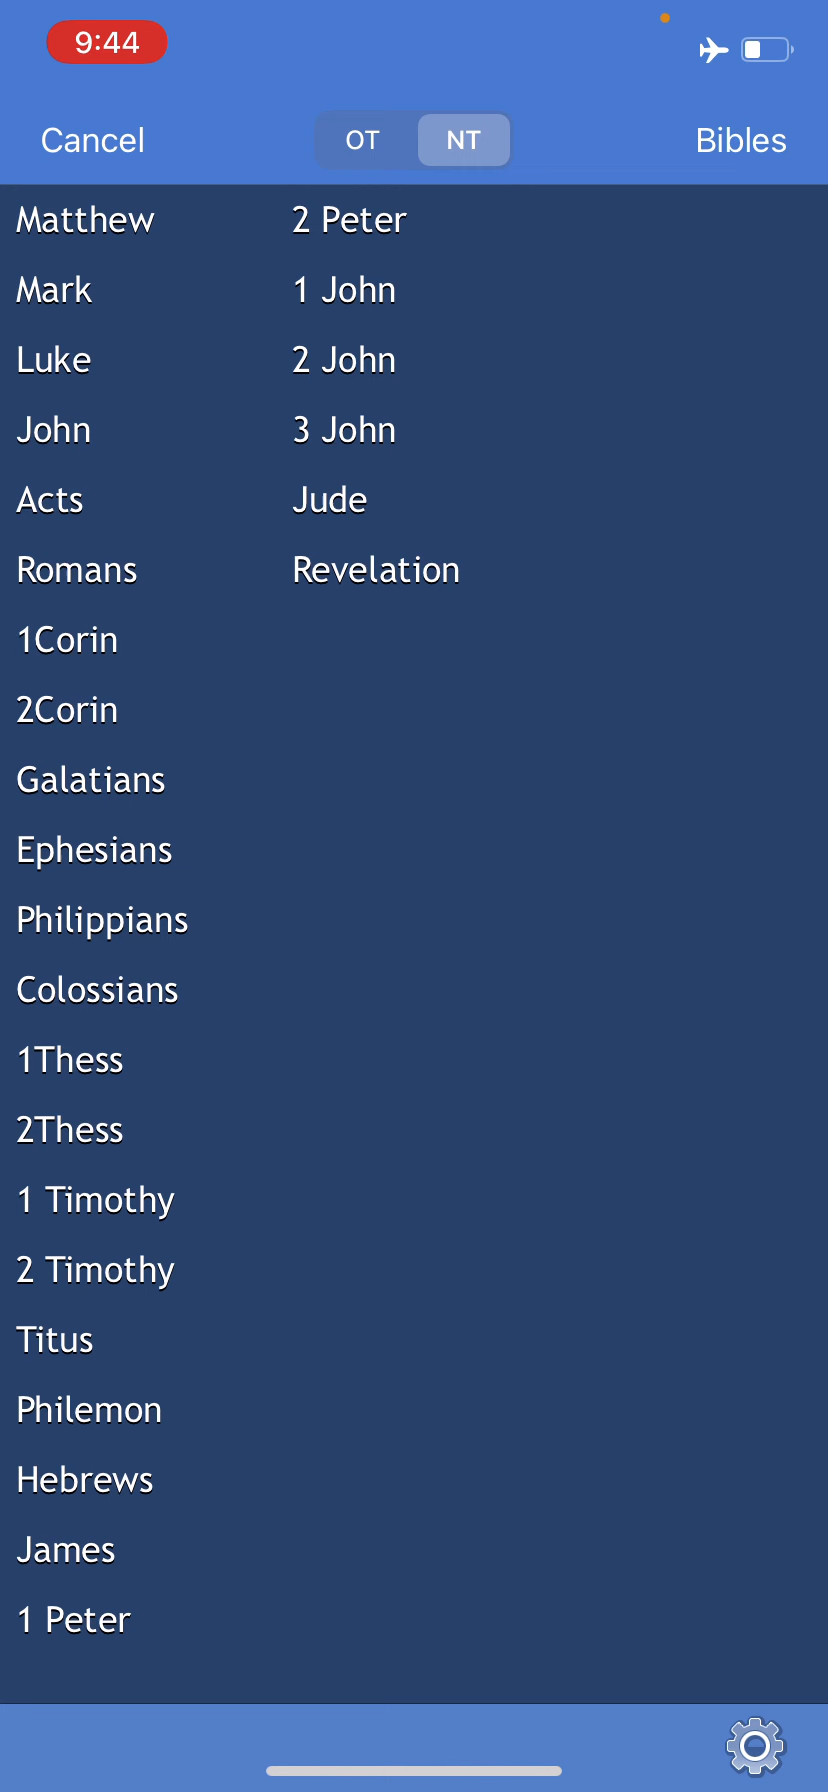 9:44
Cancel
OT
NT
Bibles
Matthew
Mark
Luke
John
Acts
Romans
1Corin
2Corin
Galatians
Ephesians
Philippians
Colossians
1Thess
2Thess
1 Timothy
2 Timothy
Titus
Philemon
Hebrews
James
1 Peter
2 Peter
1 John
2 John
3 John
Jude
Revelation